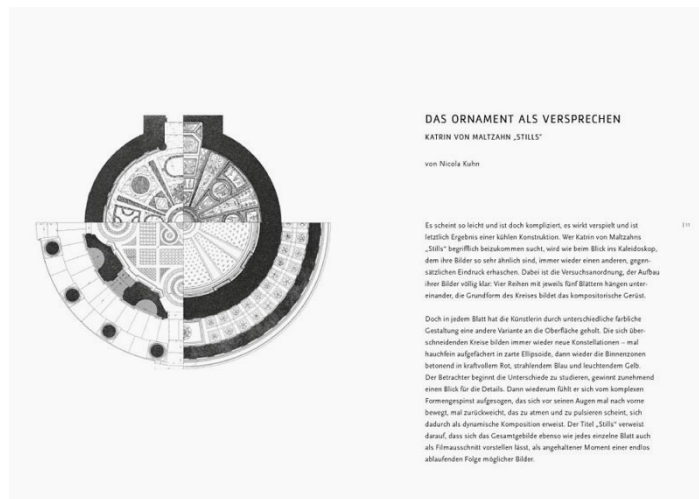 DAS ORNAMENT ALS VERSPRECHEN
KATRIN VON MALTZAHN „STILLS“
von Nicola Kuhn
Es scheint so leicht und ist doch kompliziert, es wirkt verspielt und ist
letztlich Ergebnis einer kühlen Konstruktion. Wer Katrin von Maltzahns
„Stills“ begrifflich beizukommen sucht, wird wie beim Blick ins Kaleidoskop,
dem ihre Bilder so sehr ähnlich sind, immer wieder einen anderen, gegen-
sätzlichen Eindruck erhaschen. Dabei ist die Versuchsanordnung, der Aufbau
ihrer Bilder völlig klar: Vier Reihen mit jeweils fünf Blättern hängen unter-
einander, die Grundform des Kreises bildet das kompositorische Gerüst.
Doch in jedem Blatt hat die Künstlerin durch unterschiedliche farbliche
Gestaltung eine andere Variante an die Oberfläche geholt. Die sich über-
schneidenden Kreise bilden immer wieder neue Konstellationen – mal
hauchfein aufgefächert in zarte Ellipsoide, dann wieder die Binnenzonen
betonend in kraftvollem Rot, strahlendem Blau und leuchtendem Gelb.
Der Betrachter beginnt die Unterschiede zu studieren, gewinnt zunehmend
einen Blick für die Details. Dann wiederum fühlt er sich vom komplexen
Formengespinst aufgesogen, das sich vor seinen Augen mal nach vorne
bewegt, mal zurückweicht, das zu atmen und zu pulsieren scheint, sich
dadurch als dynamische Komposition erweist. Der Titel „Stills“ verweist
darauf, dass sich das Gesamtgebilde ebenso wie jedes einzelne Blatt auch
als Filmausschnitt vorstellen lässt, als angehaltener Moment einer endlos
ablaufenden Folge möglicher Bilder.